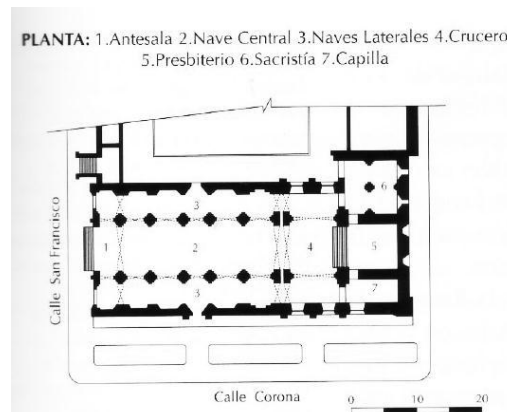 PLANTA: 1.Antesala 2.Nave Central 3.Naves Laterales 4.Crucero
5.Presbiterio 6.Sacristía 7.Capilla
3
6
Calle San Francisco
1
2
4
5
3
7
Calle Corona
0 10 20